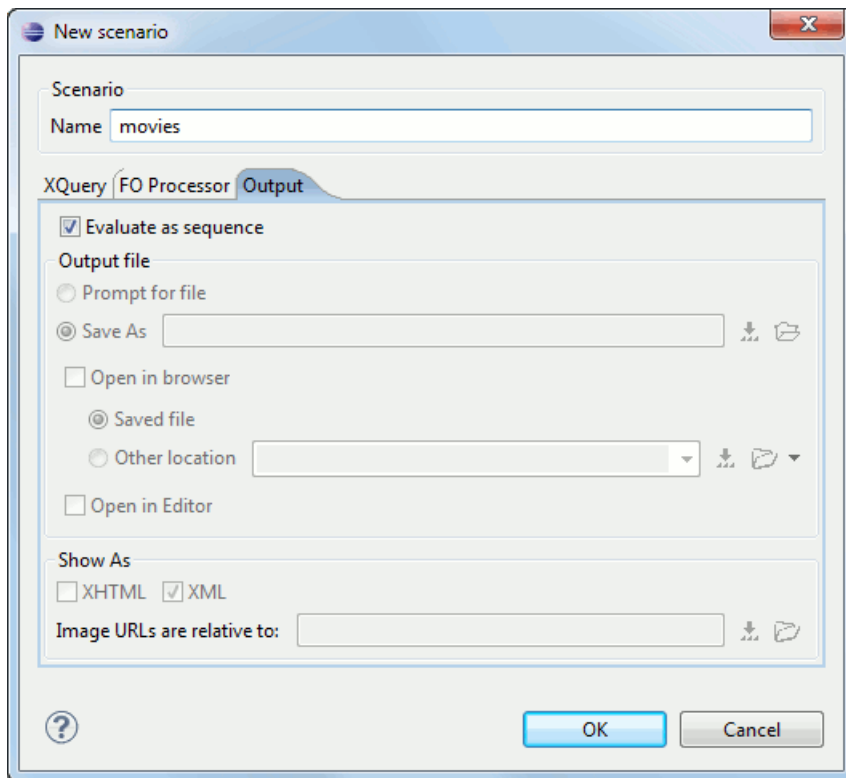 New scenario
Scenario
Name movies
XQuery FO Processor Output
Evaluate as sequence
Output file
Prompt for file
Save As
Open in browser
Saved file
Other location
Open in Editor
Show As
XHTML XML
Image URLs are relative to:
?
OK Cancel